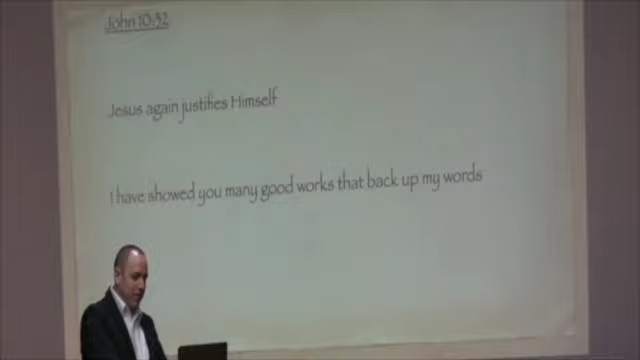 John 10:32
Jesus again justifies Himself
I have showed you many good works that back up my words